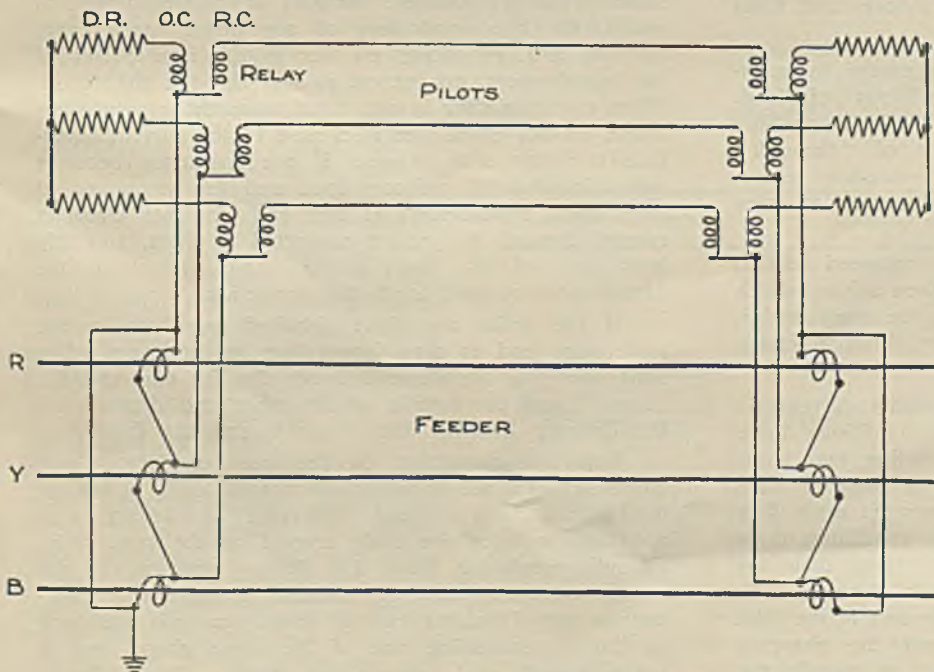 D.R. O.C. R.C.
RELAY
PILOTS
R
FEEDER
Y
B